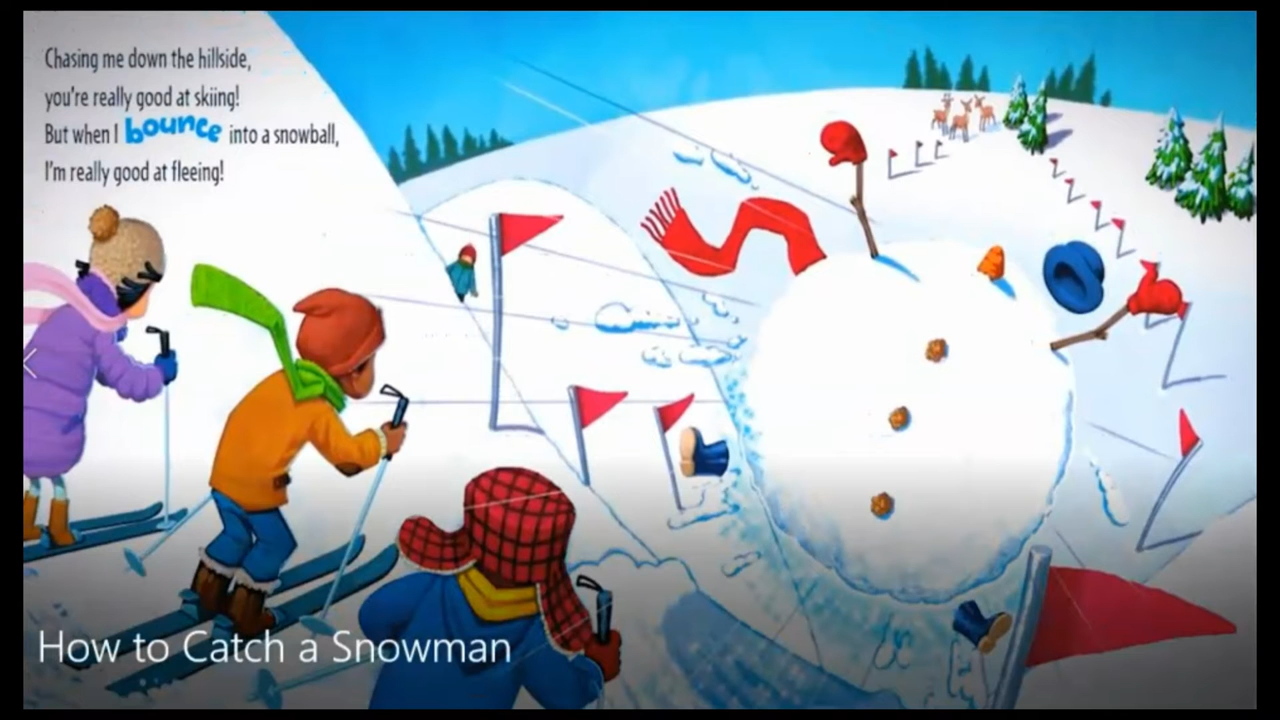 Chasing me down the hillside,
you're really good at skiing!
But when I bounce into a snowball,
I'm really good at fleeing!
How to Catch a Snowman